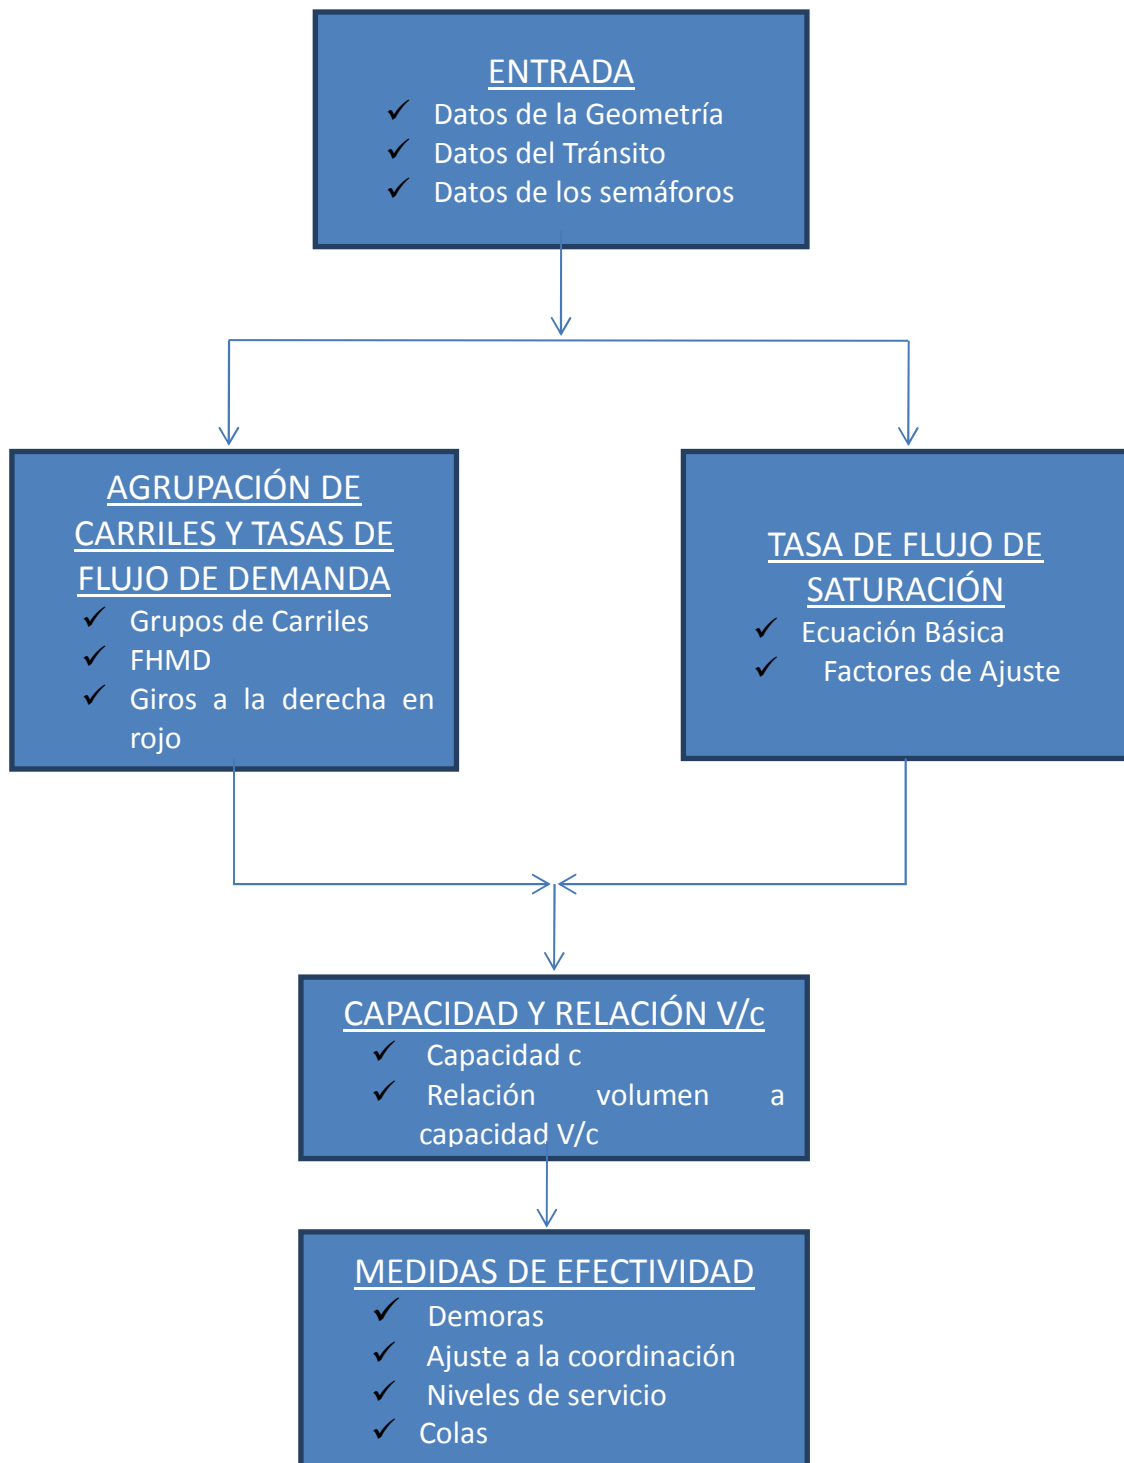 ENTRADA
Datos de la Geometría
Datos del Tránsito
Datos de los semáforos
AGRUPACIÓN DE
CARRILES Y TASAS DE
FLUJO DE DEMANDA
Grupos de Carriles
FHMD
Giros a la derecha en
rojo
TASA DE FLUJO DE
SATURACIÓN
Ecuación Básica
Factores de Ajuste
CAPACIDAD Y RELACIÓN V/c
Capacidad c
Relación volumen a
capacidad V/c
MEDIDAS DE EFECTIVIDAD
Demoras
Ajuste a la coordinación
Niveles de servicio
Colas